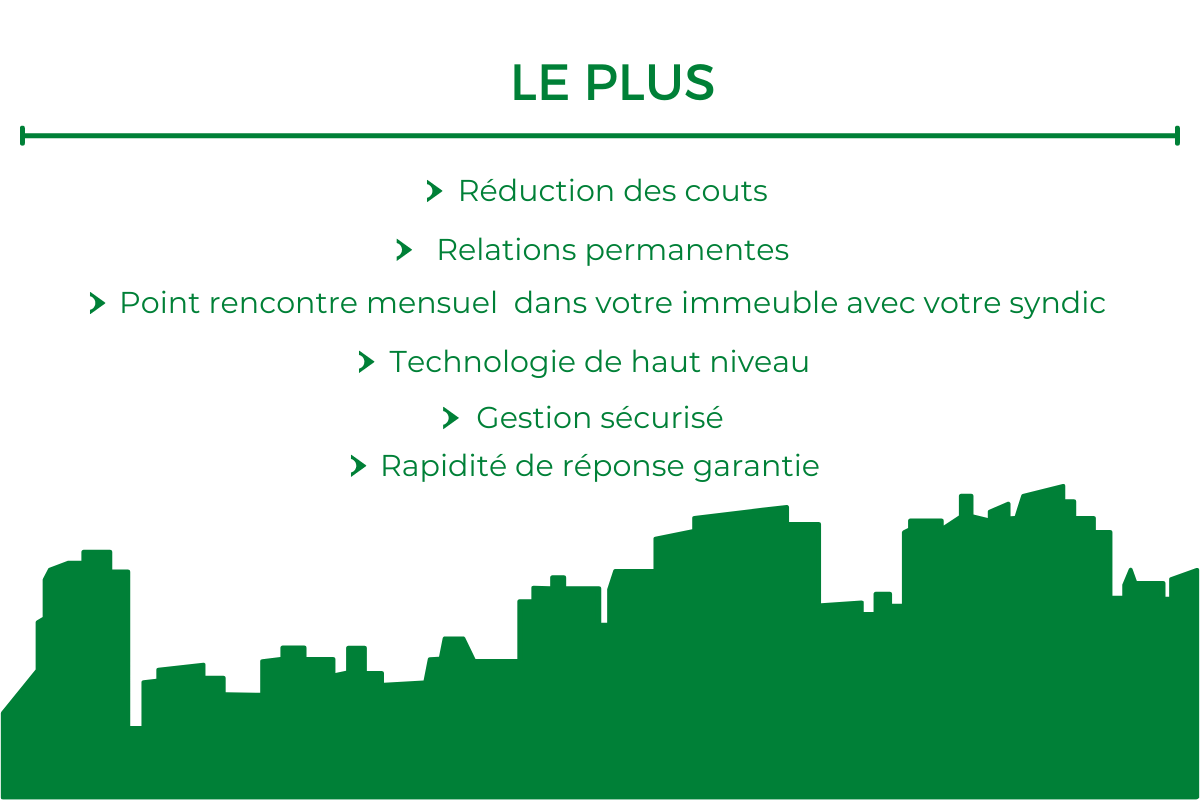 LE PLUS
Réduction des couts
Relations permanentes
Point rencontre mensuel dans votre immeuble avec votre syndic
Technologie de haut niveau
Gestion sécurisé
Rapidité de réponse garantie